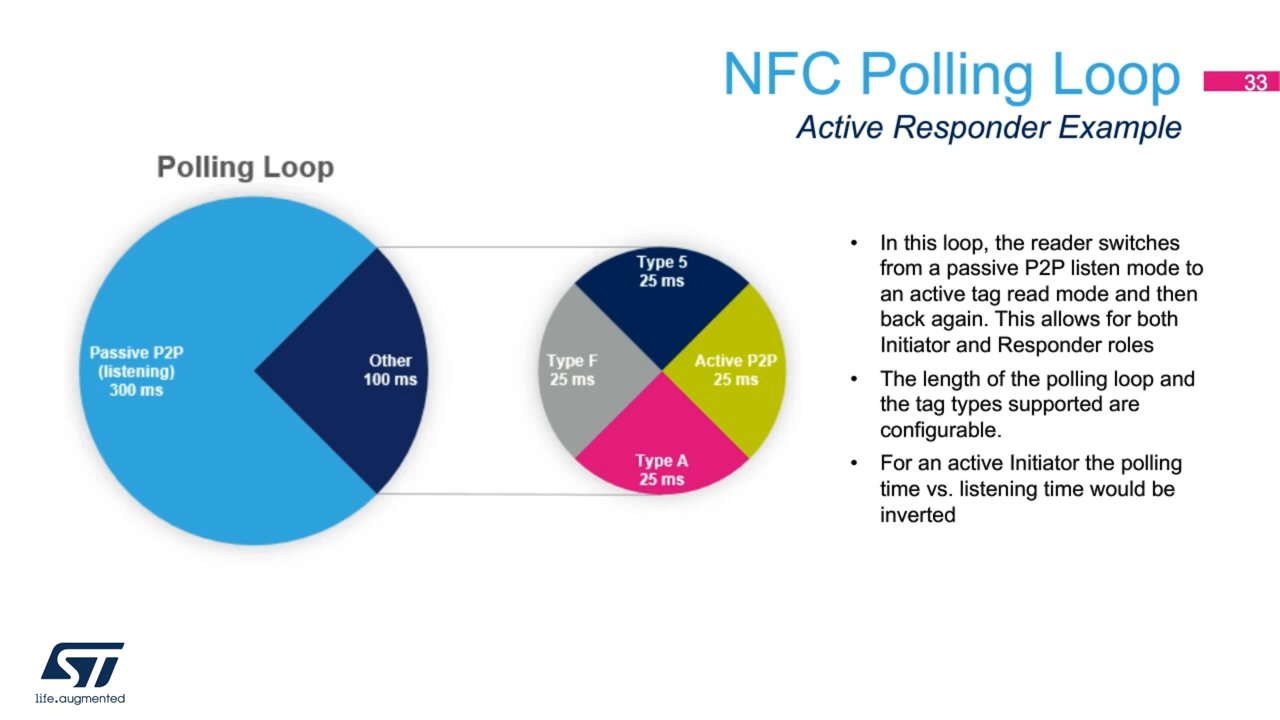 NFC Polling Loop
33
Active Responder Example
Polling Loop
Passive P2P
(listening)
300 ms
Other
100 ms
Type 5
25 ms
Type F
25 ms
Active P2P
25 ms
Type A
25 ms
• In this loop, the reader switches
from a passive P2P listen mode to
an active tag read mode and then
back again. This allows for both
Initiator and Responder roles
• The length of the polling loop and
the tag types supported are
configurable.
• For an active Initiator the polling
time vs. listening time would be
inverted
ST
life.augmented